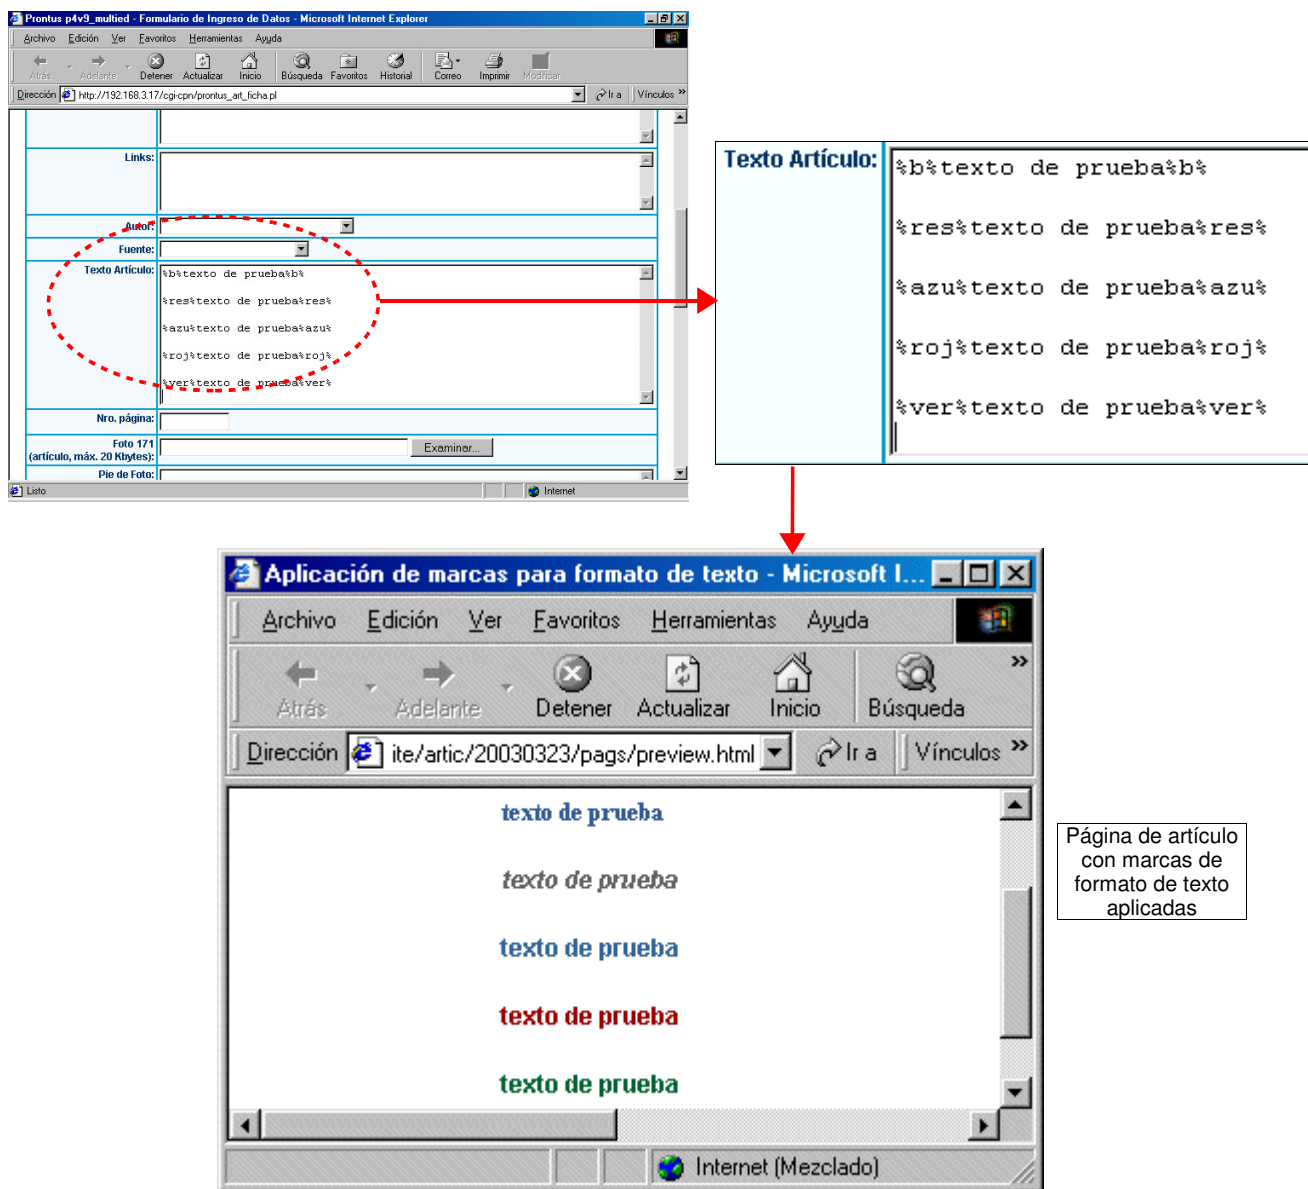 Prontus p4v9_multied - Formulario de Ingreso de Datos - Microsoft Internet Explorer
Archivo Edición Ver Favoritos Herramientas Ayuda
Atrás Adelante Detener Actualizar Inicio Búsqueda Favoritos Historial Correo Imprimir Modificar
Dirección http://192.168.3.17/cgi-cpn/prontus_art_ficha.pl Ir a Vínculos »
Links:
Autor:
Fuente:
Texto Artículo: %b%texto de prueba%b%
%res%texto de prueba%res%
%azu%texto de prueba%azu%
%roj%texto de prueba%roj%
%ver%texto de prueba%ver%
Nro. página:
Foto 171
(artículo, máx. 20 Kbytes): Examinar...
Pie de Foto:
Listo Internet
Texto Artículo: %b%texto de prueba%b%
%res%texto de prueba%res%
%azu%texto de prueba%azu%
%roj%texto de prueba%roj%
%ver%texto de prueba%ver%
Aplicación de marcas para formato de texto - Microsoft I...
Archivo Edición Ver Favoritos Herramientas Ayuda
Atrás Adelante Detener Actualizar Inicio Búsqueda »
Dirección ite/artic/20030323/pags/preview.html Ir a Vínculos »
texto de prueba
texto de prueba
texto de prueba
texto de prueba
texto de prueba
Internet (Mezclado)
Página de artículo
con marcas de
formato de texto
aplicadas